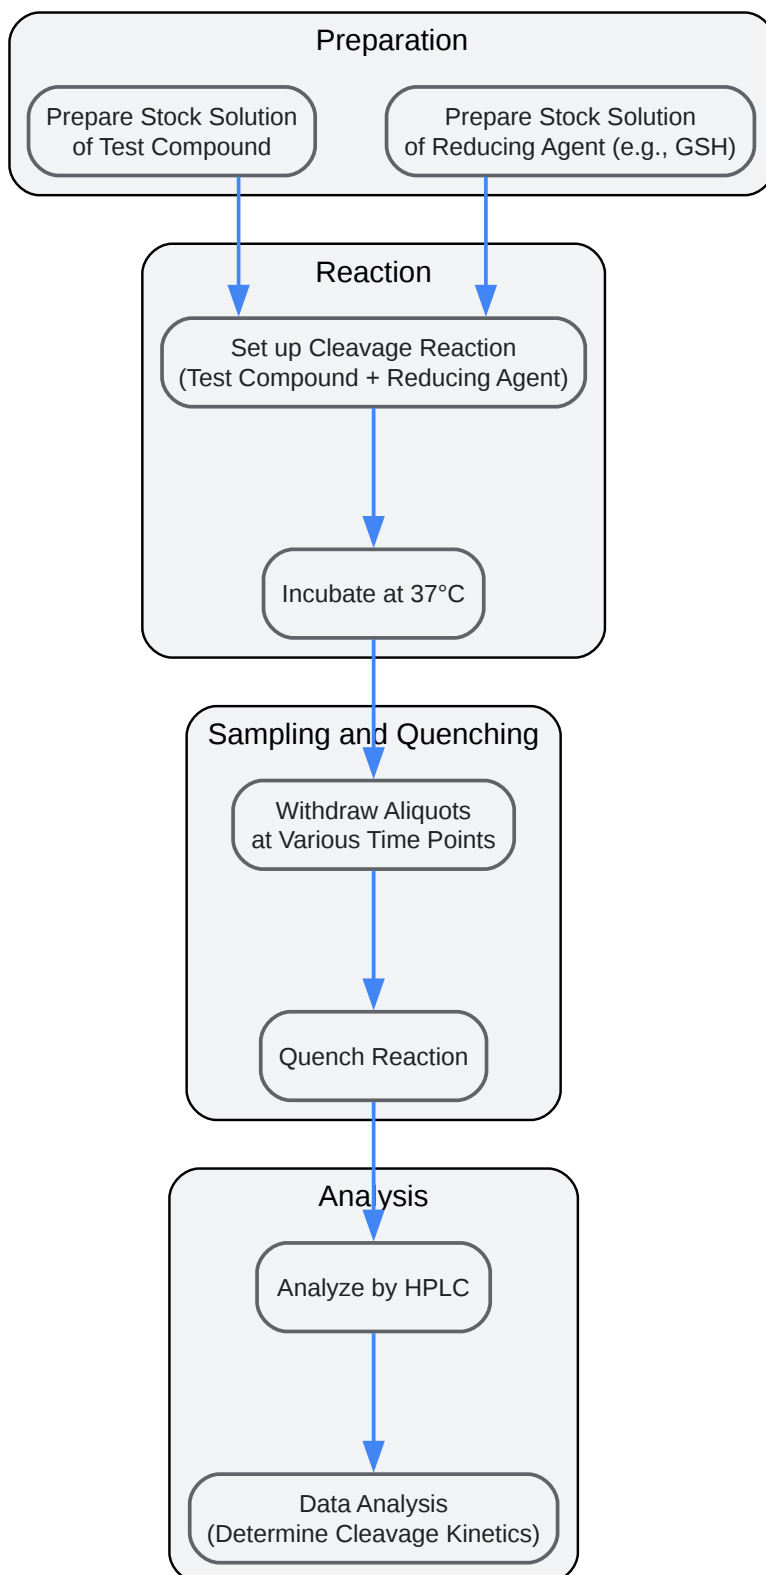 Preparation
Prepare Stock Solution
of Test Compound
Prepare Stock Solution
of Reducing Agent (e.g., GSH)
Reaction
Set up Cleavage Reaction
(Test Compound + Reducing Agent)
Incubate at 37°C
Sampling and Quenching
Withdraw Aliquots
at Various Time Points
Quench Reaction
Analysis
Analyze by HPLC
Data Analysis
(Determine Cleavage Kinetics)